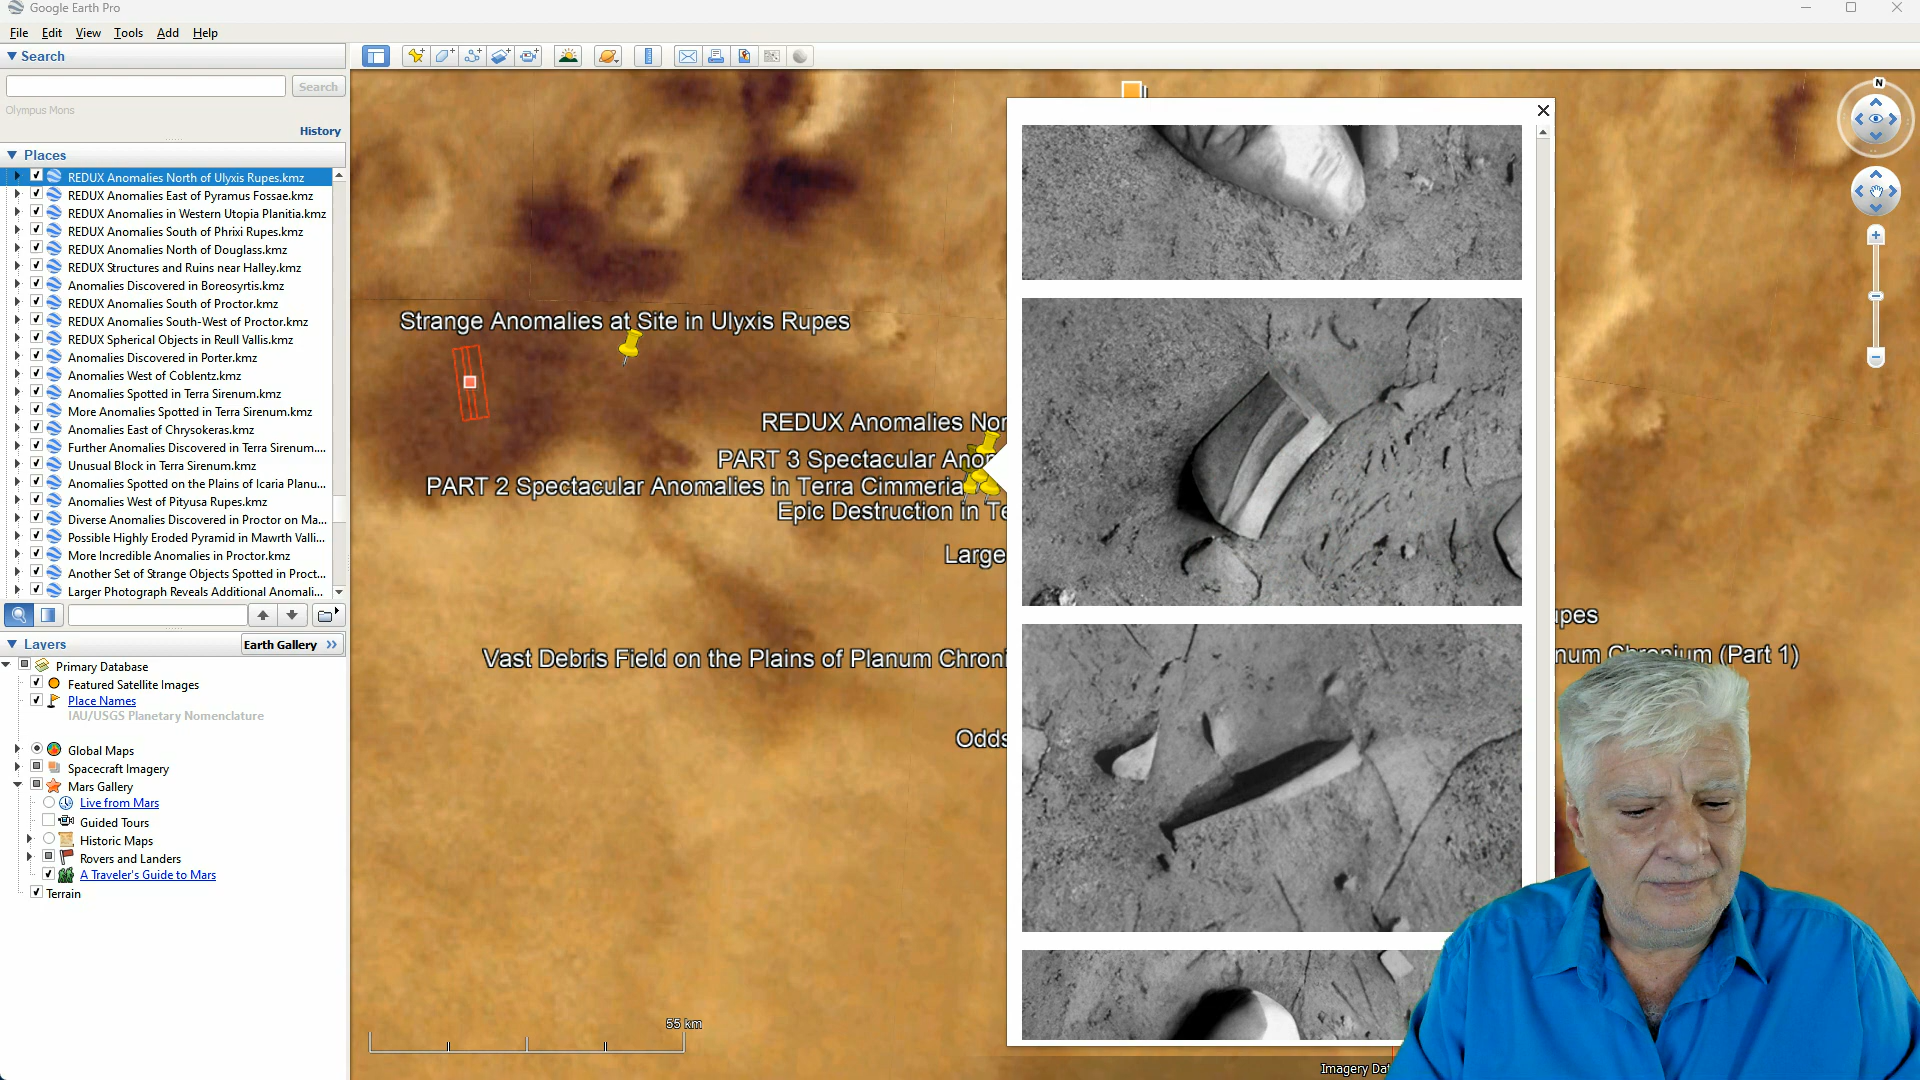 Google Earth Pro
File Edit View Tools Add Help
Search
Search
Olympus Mons
History
Places
REDUX Anomalies North of Ulyxis Rupes.kmz
REDUX Anomalies East of Pyramus Fossae.kmz
REDUX Anomalies in Western Utopia Planitia.kmz
REDUX Anomalies South of Phrixi Rupes.kmz
REDUX Anomalies North of Douglass.kmz
REDUX Structures and Ruins near Halley.kmz
Anomalies Discovered in Boreosyrtis.kmz
REDUX Anomalies South of Proctor.kmz
REDUX Anomalies South-West of Proctor.kmz
REDUX Spherical Objects in Reull Vallis.kmz
Anomalies Discovered in Porter.kmz
Anomalies West of Coblentz.kmz
Anomalies Spotted in Terra Sirenum.kmz
More Anomalies Spotted in Terra Sirenum.kmz
Anomalies East of Chrysokeras.kmz
Further Anomalies Discovered in Terra Sirenum....
Unusual Block in Terra Sirenum.kmz
Anomalies Spotted on the Plains of Icaria Planu...
Anomalies West of Pityusa Rupes.kmz
Diverse Anomalies Discovered in Proctor on Ma...
Possible Highly Eroded Pyramid in Mawrth Valli...
More Incredible Anomalies in Proctor.kmz
Another Set of Strange Objects Spotted in Proct...
Larger Photograph Reveals Additional Anomali...
Layers
Earth Gallery »
Primary Database
Featured Satellite Images
Place Names
IAU/USGS Planetary Nomenclature
Global Maps
Spacecraft Imagery
Mars Gallery
Live from Mars
Guided Tours
Historic Maps
Rovers and Landers
A Traveler's Guide to Mars
Terrain
N
Strange Anomalies at Site in Ulyxis Rupes
REDUX Anomalies Nor
PART 3 Spectacular Anor
PART 2 Spectacular Anomalies in Terra Cimmeria
Epic Destruction in Te
Large
upes
Vast Debris Field on the Plains of Planum Chroni
num Chronium (Part 1)
Odds
55 km
Imagery Dat